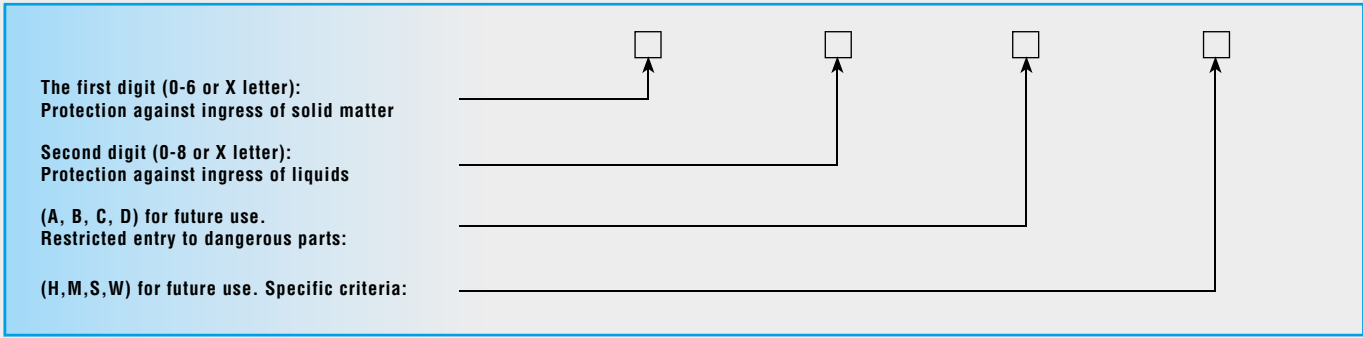 The first digit (0-6 or X letter):
Protection against ingress of solid matter
Second digit (0-8 or X letter):
Protection against ingress of liquids
(A, B, C, D) for future use.
Restricted entry to dangerous parts:
(H,M,S,W) for future use. Specific criteria: